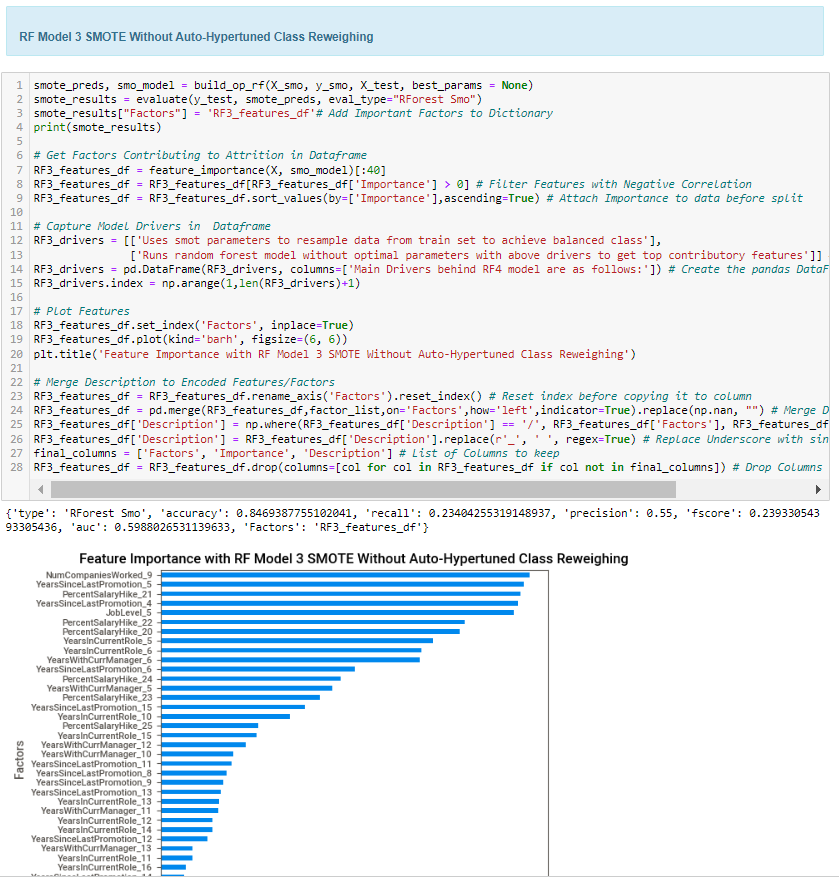 RF Model 3 SMOTE Without Auto-Hypertuned Class Reweighing
1 smote_preds, smo_model = build_op_rf(X_smo, y_smo, X_test, best_params = None)
2 smote_results = evaluate(y_test, smote_preds, eval_type="RForest Smo")
3 smote_results["Factors"] = 'RF3_features_df'# Add Important Factors to Dictionary
4 print(smote_results)
5
6 # Get Factors Contributing to Attrition in Dataframe
7 RF3_features_df = feature_importance(X, smo_model)[:40]
8 RF3_features_df = RF3_features_df[RF3_features_df['Importance'] > 0] # Filter Features with Negative Correlation
9 RF3_features_df = RF3_features_df.sort_values(by=['Importance'],ascending=True) # Attach Importance to data before split
10
11 # Capture Model Drivers in  Dataframe
12 RF3_drivers = [['Uses smot parameters to resample data from train set to achieve balanced class'],
13                ['Runs random forest model without optimal parameters with above drivers to get top contributory features']]
14 RF3_drivers = pd.DataFrame(RF3_drivers, columns=['Main Drivers behind RF4 model are as follows:']) # Create the pandas DataF
15 RF3_drivers.index = np.arange(1,len(RF3_drivers)+1)
16
17 # Plot Features
18 RF3_features_df.set_index('Factors', inplace=True)
19 RF3_features_df.plot(kind='barh', figsize=(6, 6))
20 plt.title('Feature Importance with RF Model 3 SMOTE Without Auto-Hypertuned Class Reweighing')
21
22 # Merge Description to Encoded Features/Factors
23 RF3_features_df = RF3_features_df.rename_axis('Factors').reset_index() # Reset index before copying it to column
24 RF3_features_df = pd.merge(RF3_features_df,factor_list,on='Factors',how='left',indicator=True).replace(np.nan, "") # Merge D
25 RF3_features_df['Description'] = np.where(RF3_features_df['Description'] == '/', RF3_features_df['Factors'], RF3_features_df
26 RF3_features_df['Description'] = RF3_features_df['Description'].replace(r'_', ' ', regex=True) # Replace Underscore with sin
27 final_columns = ['Factors', 'Importance', 'Description'] # List of Columns to keep
28 RF3_features_df = RF3_features_df.drop(columns=[col for col in RF3_features_df if col not in final_columns]) # Drop Columns
{'type': 'RForest Smo', 'accuracy': 0.8469387755102041, 'recall': 0.23404255319148937, 'precision': 0.55, 'fscore': 0.239330543
93305436, 'auc': 0.5988026531139633, 'Factors': 'RF3_features_df'}
Feature Importance with RF Model 3 SMOTE Without Auto-Hypertuned Class Reweighing
NumCompaniesWorked_9
YearsSinceLastPromotion_5
PercentSalaryHike_21
YearsSinceLastPromotion_4
JobLevel_5
PercentSalaryHike_22
PercentSalaryHike_20
YearsInCurrentRole_5
YearsInCurrentRole_6
YearsWithCurrManager_6
YearsSinceLastPromotion_6
PercentSalaryHike_24
YearsWithCurrManager_5
PercentSalaryHike_23
YearsSinceLastPromotion_15
YearsInCurrentRole_10
PercentSalaryHike_25
YearsInCurrentRole_15
YearsWithCurrManager_12
YearsWithCurrManager_10
YearsSinceLastPromotion_11
YearsSinceLastPromotion_8
YearsSinceLastPromotion_9
YearsSinceLastPromotion_13
YearsInCurrentRole_13
YearsWithCurrManager_11
YearsInCurrentRole_12
YearsInCurrentRole_14
YearsSinceLastPromotion_12
YearsWithCurrManager_13
YearsInCurrentRole_11
YearsInCurrentRole_16
Factors